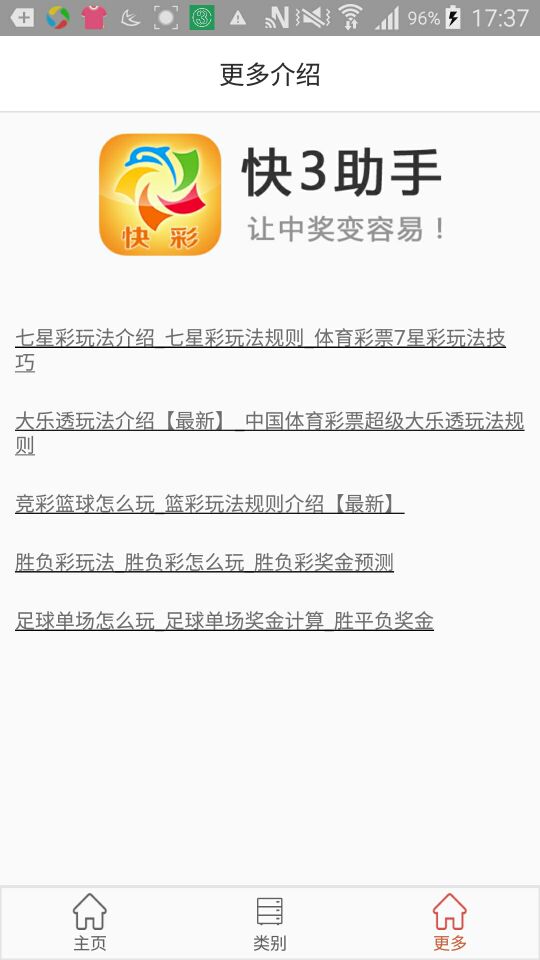 96% 17:37
更多介绍
快彩
快3助手
让中奖变容易！
七星彩玩法介绍_七星彩玩法规则_体育彩票7星彩玩法技
巧
大乐透玩法介绍【最新】_中国体育彩票超级大乐透玩法规
则
竞彩篮球怎么玩_篮彩玩法规则介绍【最新】
胜负彩玩法_胜负彩怎么玩_胜负彩奖金预测
足球单场怎么玩_足球单场奖金计算_胜平负奖金
主页 类别 更多